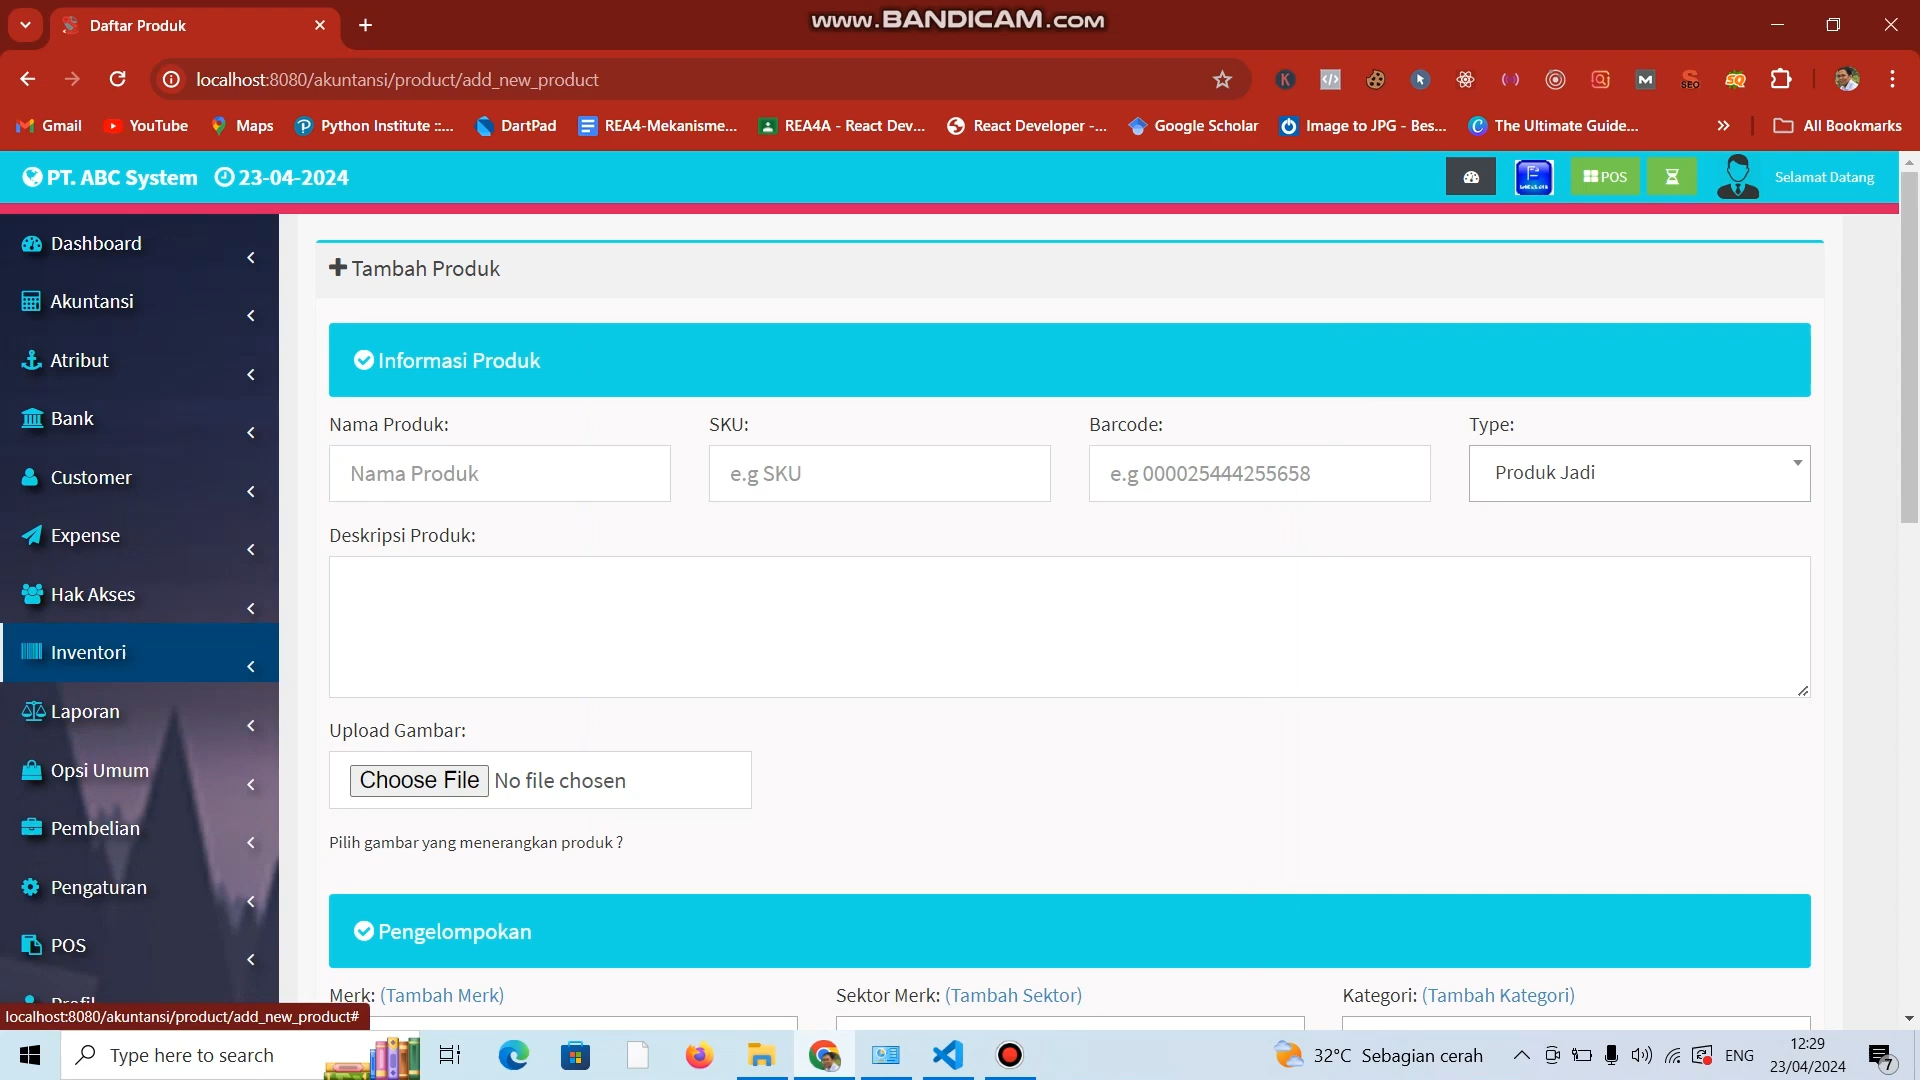 Daftar Produk
www.BANDICAM.com
localhost:8080/akuntansi/product/add_new_product
Gmail
YouTube
Maps
Python Institute ::...
DartPad
REA4-Mekanisme...
REA4A - React Dev...
React Developer -...
Google Scholar
Image to JPG - Bes...
The Ultimate Guide...
»
All Bookmarks
PT. ABC System 23-04-2024
POS
Selamat Datang
Dashboard
Akuntansi
Atribut
Bank
Customer
Expense
Hak Akses
Inventori
Laporan
Opsi Umum
Pembelian
Pengaturan
POS
Profil
Tambah Produk
Informasi Produk
Nama Produk:
SKU:
Barcode:
Type:
Nama Produk
e.g SKU
e.g 000025444255658
Produk Jadi
Deskripsi Produk:
Upload Gambar:
Choose File No file chosen
Pilih gambar yang menerangkan produk ?
Pengelompokan
Merk: (Tambah Merk)
Sektor Merk: (Tambah Sektor)
Kategori: (Tambah Kategori)
localhost:8080/akuntansi/product/add_new_product#
Type here to search
32°C Sebagian cerah
ENG
12:29
23/04/2024
7